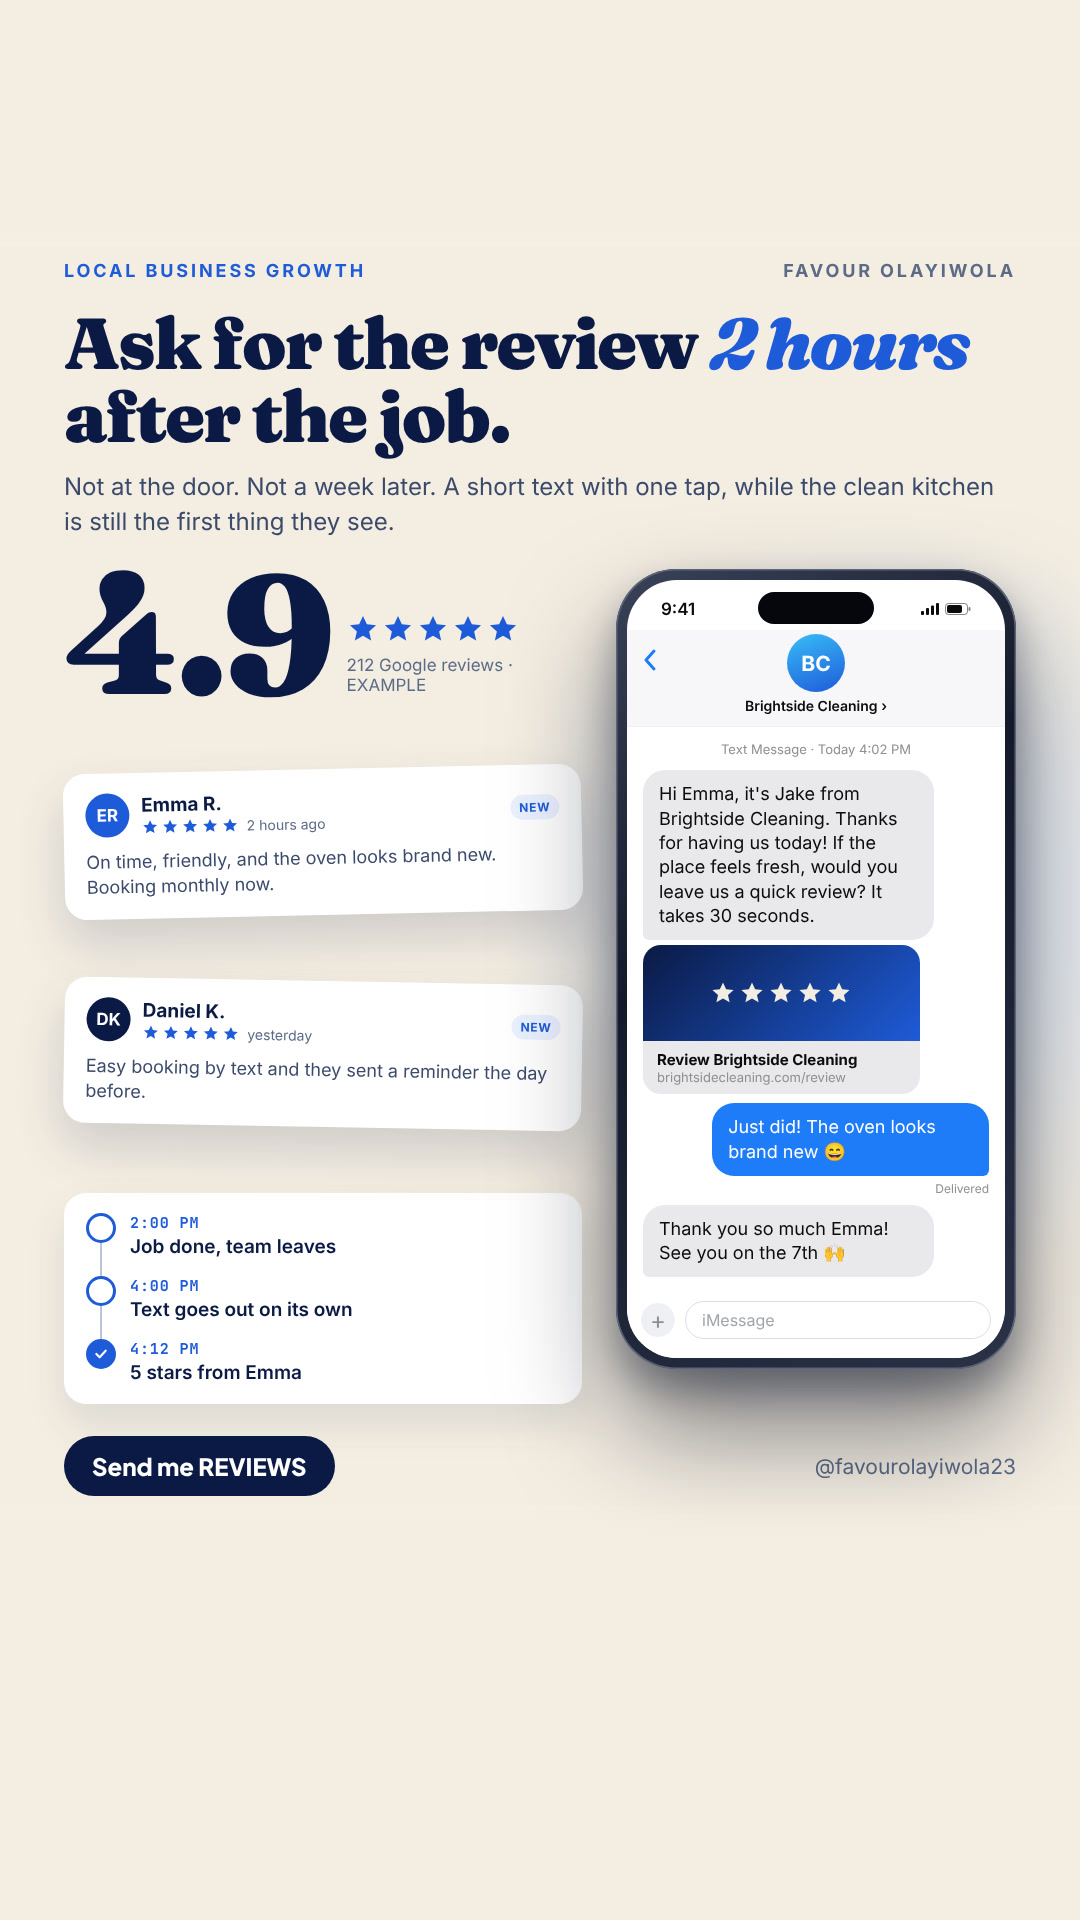 LOCAL BUSINESS GROWTH
FAVOUR OLAYIWOLA
Ask for the review 2 hours
after the job.
Not at the door. Not a week later. A short text with one tap, while the clean kitchen
is still the first thing they see.
4.9
212 Google reviews ·
EXAMPLE
ER
Emma R.
2 hours ago
NEW
On time, friendly, and the oven looks brand new.
Booking monthly now.
DK
Daniel K.
yesterday
NEW
Easy booking by text and they sent a reminder the day
before.
2:00 PM
Job done, team leaves
4:00 PM
Text goes out on its own
4:12 PM
5 stars from Emma
9:41
BC
Brightside Cleaning ›
Text Message · Today 4:02 PM
Hi Emma, it's Jake from
Brightside Cleaning. Thanks
for having us today! If the
place feels fresh, would you
leave us a quick review? It
takes 30 seconds.
Review Brightside Cleaning
brightsidecleaning.com/review
Just did! The oven looks
brand new 😄
Delivered
Thank you so much Emma!
See you on the 7th 🙌
+
iMessage
Send me REVIEWS
@favourolayiwola23